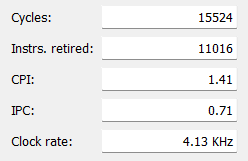 Cycles: 15524
Instrs. retired: 11016
CPI: 1.41
IPC: 0.71
Clock rate: 4.13 KHz